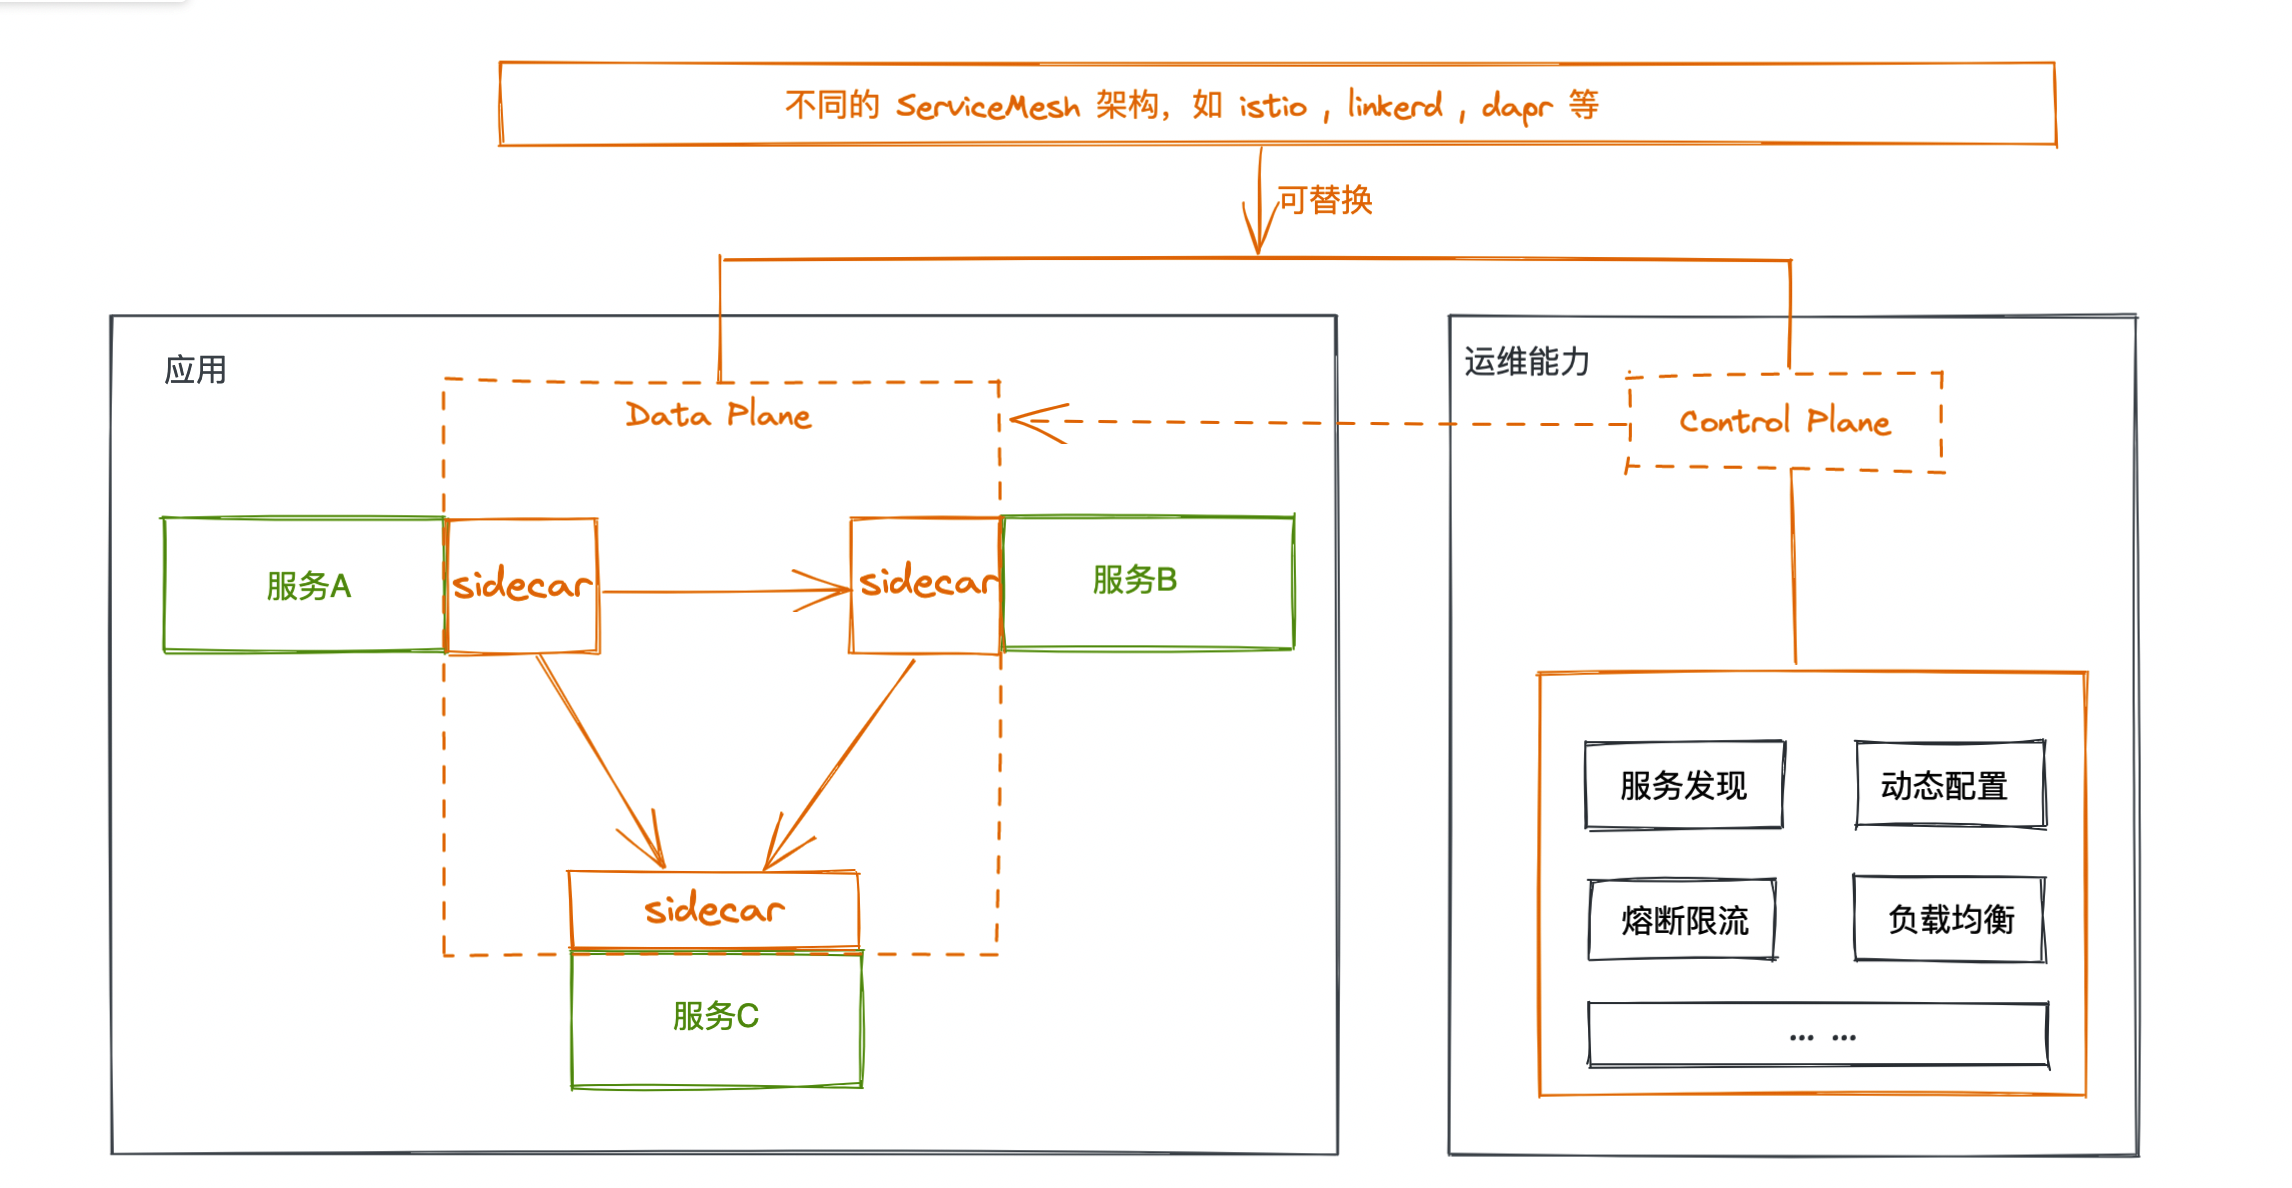 不同的 ServiceMesh 架构，如 istio , linkerd , dapr 等
可替换
应用
运维能力
Data Plane
Control Plane
服务A
sidecar
sidecar
服务B
服务发现
动态配置
熔断限流
负载均衡
sidecar
服务C
... ...